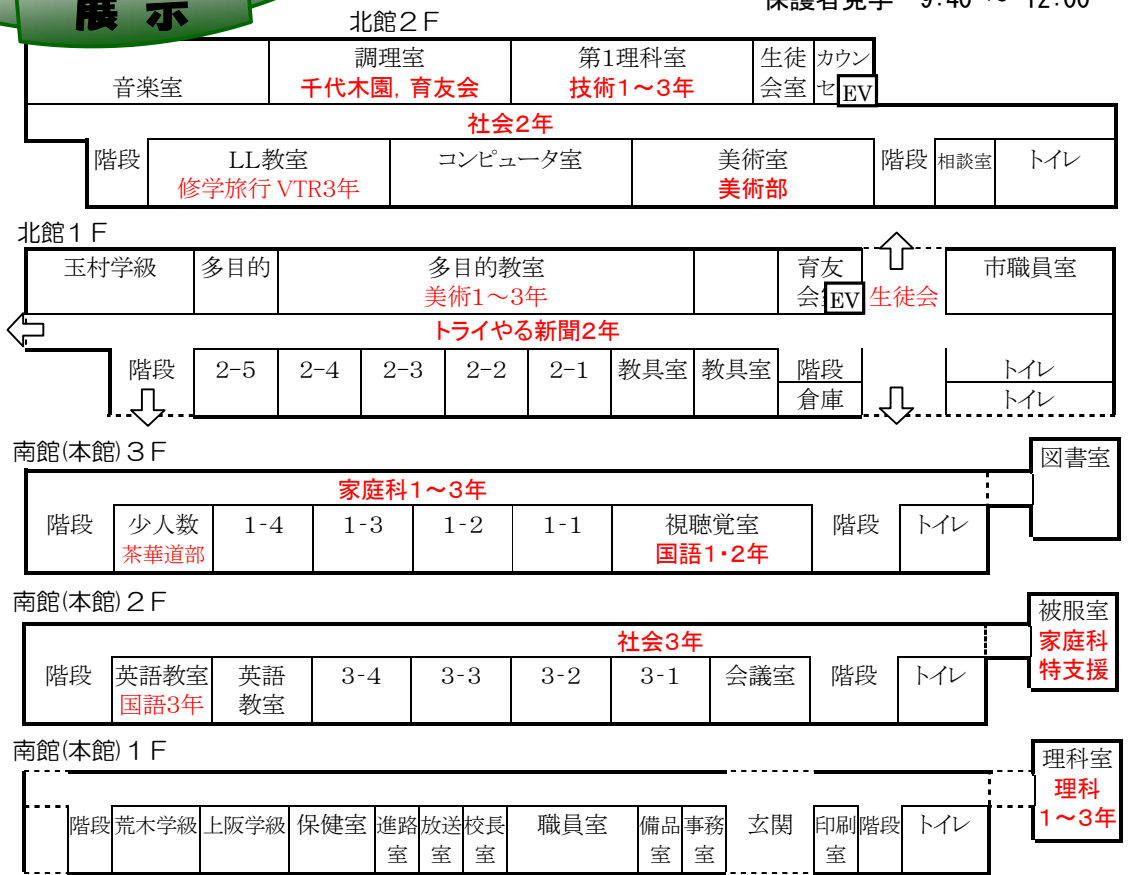 展示
保護者見学 9:40 ～ 12:00
北館２Ｆ
音楽室
調理室
千代木園，育友会
第1理科室
技術1～3年
生徒会室
カウンセ
EV
社会2年
階段
LL教室
修学旅行 VTR3年
コンピュータ室
美術室
美術部
階段
相談室
トイレ
北館１Ｆ
玉村学級
多目的
多目的教室
美術1～3年
育友
会
EV
生徒会
市職員室
トライやる新聞2年
階段
2-5
2-4
2-3
2-2
2-1
教具室
教具室
階段
倉庫
トイレ
トイレ
南館(本館)３Ｆ
図書室
家庭科1～3年
階段
少人数
茶華道部
1-4
1-3
1-2
1-1
視聴覚室
国語1・2年
階段
トイレ
南館(本館)２Ｆ
被服室
家庭科
特支援
社会3年
階段
英語教室
国語3年
英語
教室
3-4
3-3
3-2
3-1
会議室
階段
トイレ
南館(本館)１Ｆ
理科室
理科
1～3年
階段
荒木学級
上阪学級
保健室
進路室
放送室
校長室
職員室
備品室
事務室
玄関
印刷室
階段
トイレ